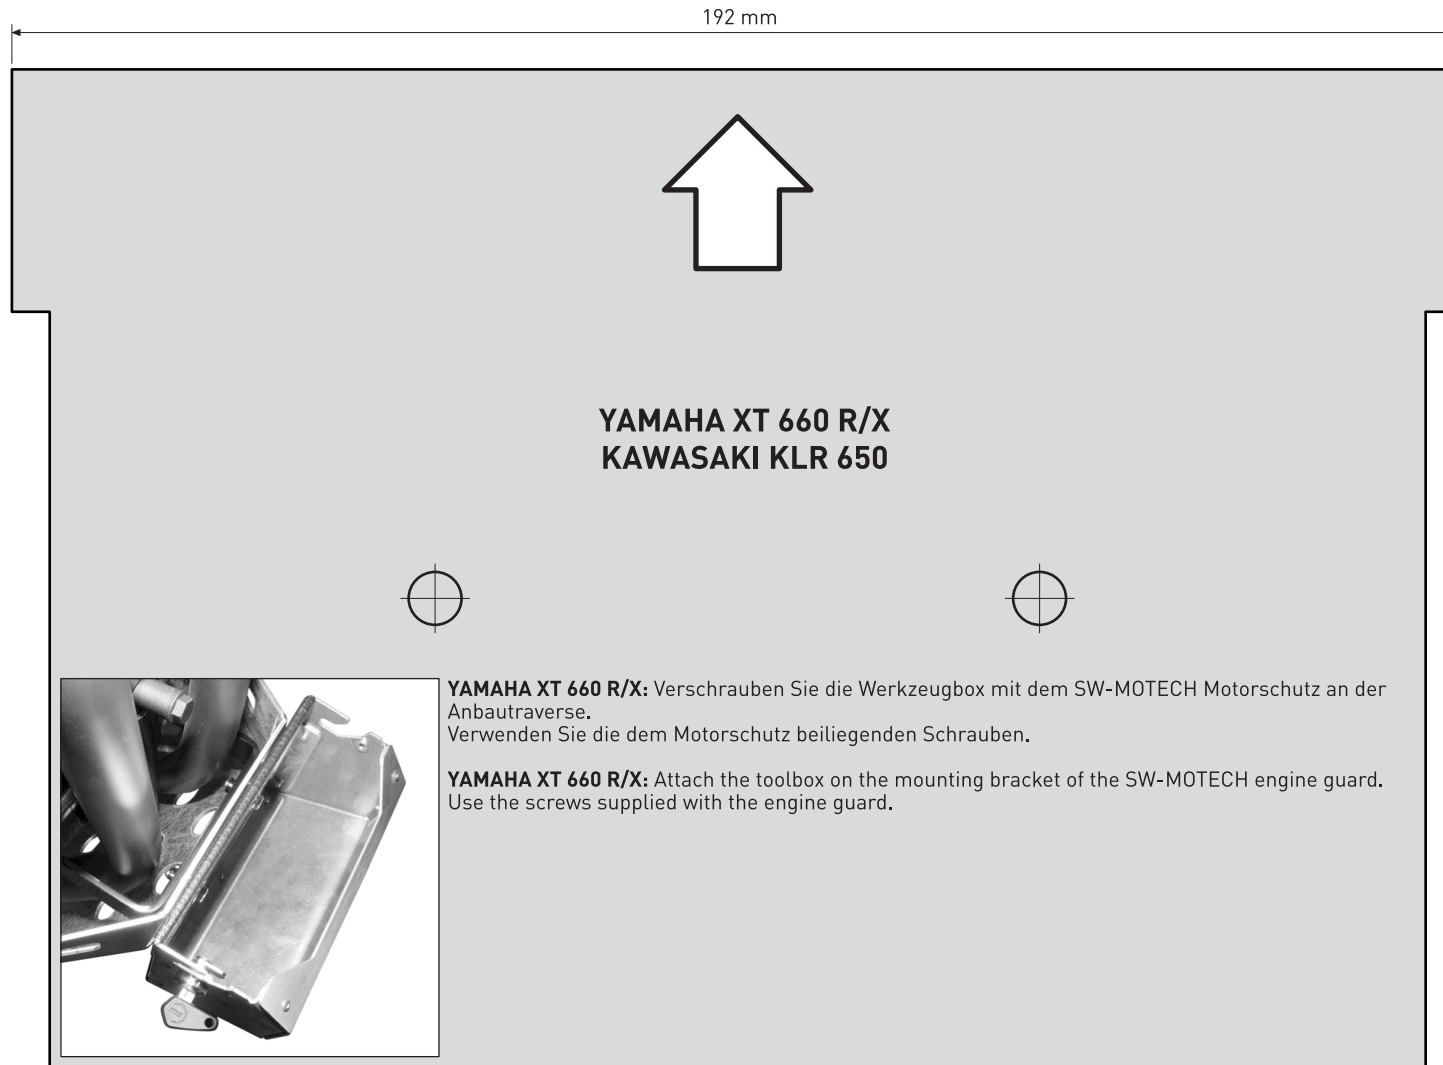 192 mm
YAMAHA XT 660 R/X
KAWASAKI KLR 650
YAMAHA XT 660 R/X: Verschrauben Sie die Werkzeugbox mit dem SW-MOTECH Motorschutz an der
Anbautraverse.
Verwenden Sie die dem Motorschutz beiliegenden Schrauben.
YAMAHA XT 660 R/X: Attach the toolbox on the mounting bracket of the SW-MOTECH engine guard.
Use the screws supplied with the engine guard.